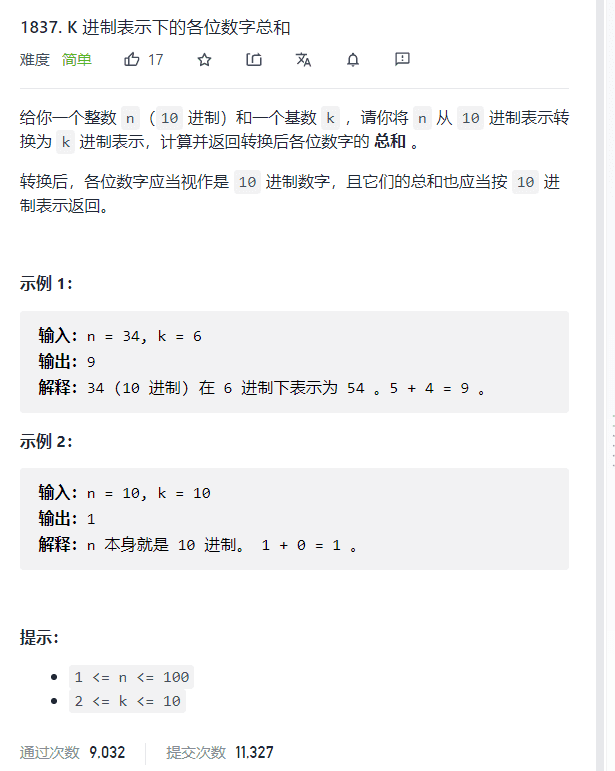 1837. K 进制表示下的各位数字总和
难度 简单 17
给你一个整数 n ( 10 进制) 和一个基数 k ，请你将 n 从 10 进制表示转
换为 k 进制表示，计算并返回转换后各位数字的 总和 。
转换后，各位数字应当视作是 10 进制数字，且它们的总和也应当按 10 进
制表示返回。
示例 1：
输入：n = 34, k = 6
输出：9
解释：34 (10 进制) 在 6 进制下表示为 54 。5 + 4 = 9 。
示例 2：
输入：n = 10, k = 10
输出：1
解释：n 本身就是 10 进制。 1 + 0 = 1 。
提示：
1 <= n <= 100
2 <= k <= 10
通过次数 9,032 提交次数 11,327